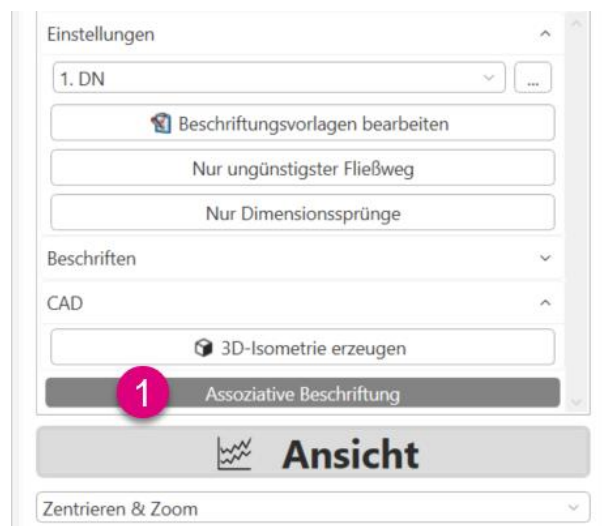 Einstellungen
1. DN
...
Beschriftungsvorlagen bearbeiten
Nur ungünstigster Fließweg
Nur Dimensionssprünge
Beschriften
CAD
3D-Isometrie erzeugen
1 Assoziative Beschriftung
Ansicht
Zentrieren & Zoom